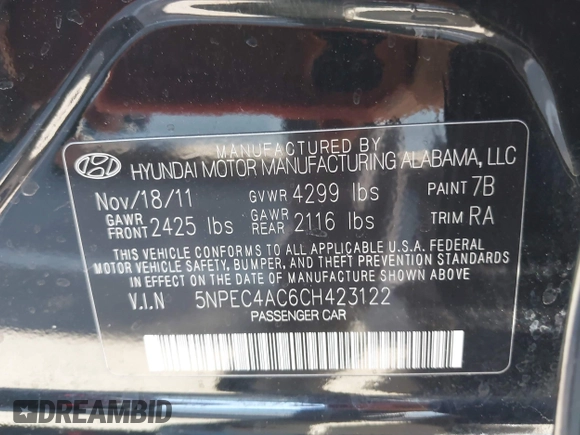 MANUFACTURED BY
HYUNDAI MOTOR MANUFACTURING ALABAMA, LLC
Nov/18/11 GVWR 4299 lbs PAINT 7B
GAWR FRONT 2425 lbs GAWR REAR 2116 lbs TRIM RA
THIS VEHICLE CONFORMS TO ALL APPLICABLE U.S.A. FEDERAL
MOTOR VEHICLE SAFETY, BUMPER, AND THEFT PREVENTION STANDARDS
IN EFFECT ON THE DATE OF MANUFACTURE SHOWN ABOVE.
V.I.N 5NPEC4AC6CH423122
PASSENGER CAR
DREAMBID